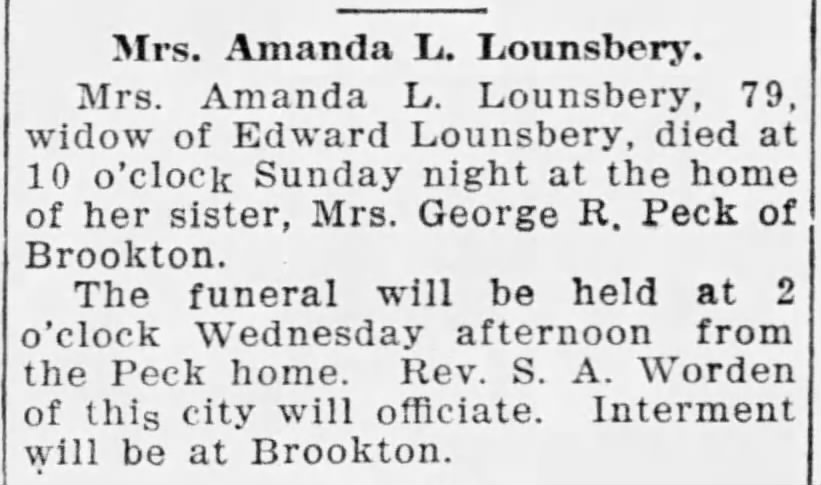 Mrs. Amanda L. Lounsbery.
Mrs. Amanda L. Lounsbery, 79,
widow of Edward Lounsbery, died at
10 o'clock Sunday night at the home
of her sister, Mrs. George R. Peck of
Brookton.
The funeral will be held at 2
o'clock Wednesday afternoon from
the Peck home. Rev. S. A. Worden
of this city will officiate. Interment
will be at Brookton.